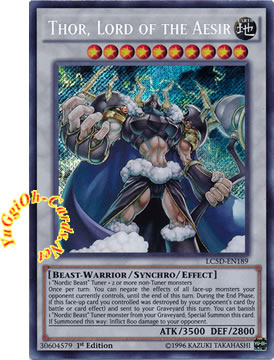 THOR, LORD OF THE AESIR
YuGiOh-Cards.Net
LC5D-EN189
[BEAST-WARRIOR/SYNCHRO/EFFECT]
1 "Nordic Beast" Tuner + 2 or more non-Tuner monsters
Once per turn: You can negate the effects of all face-up monsters your
opponent currently controls, until the end of this turn. During the End Phase,
if this face-up card you controlled was destroyed by your opponent's card (by
battle or card effect) and sent to your Graveyard this turn: You can banish
1 "Nordic Beast" Tuner monster from your Graveyard; Special Summon this card.
If Summoned this way: Inflict 800 damage to your opponent.
ATK/3500 DEF/2800
30604579 1st Edition ©1996 KAZUKI TAKAHASHI